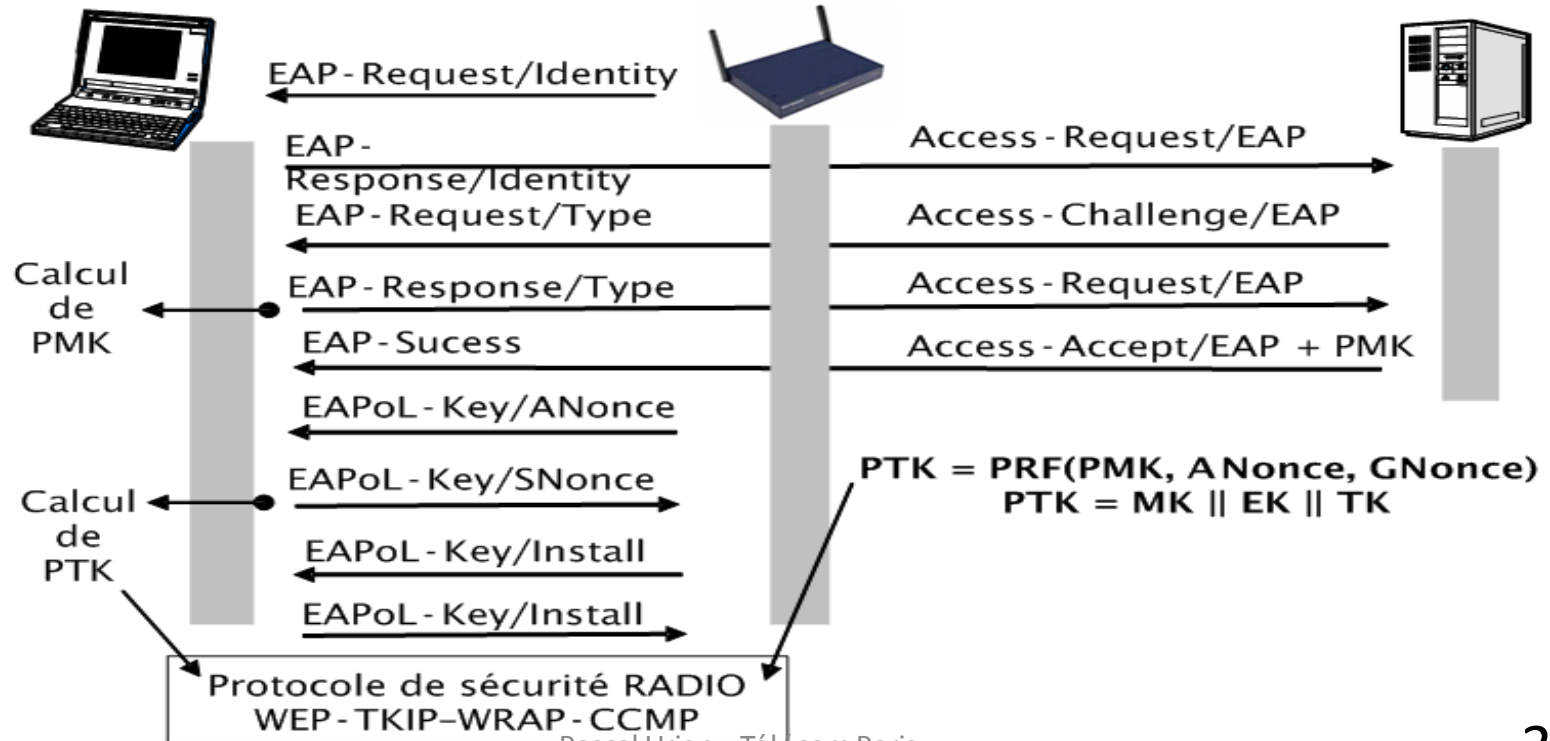 EAP-Request/Identity
EAP-
Response/Identity
Access-Request/EAP
EAP-Request/Type
Access-Challenge/EAP
Calcul
de
PMK
EAP-Response/Type
Access-Request/EAP
EAP-Sucess
Access-Accept/EAP + PMK
EAPoL-Key/ANonce
EAPoL-Key/SNonce
PTK = PRF(PMK, ANonce, GNonce)
PTK = MK || EK || TK
Calcul
de
PTK
EAPoL-Key/Install
EAPoL-Key/Install
Protocole de sécurité RADIO
WEP-TKIP–WRAP-CCMP